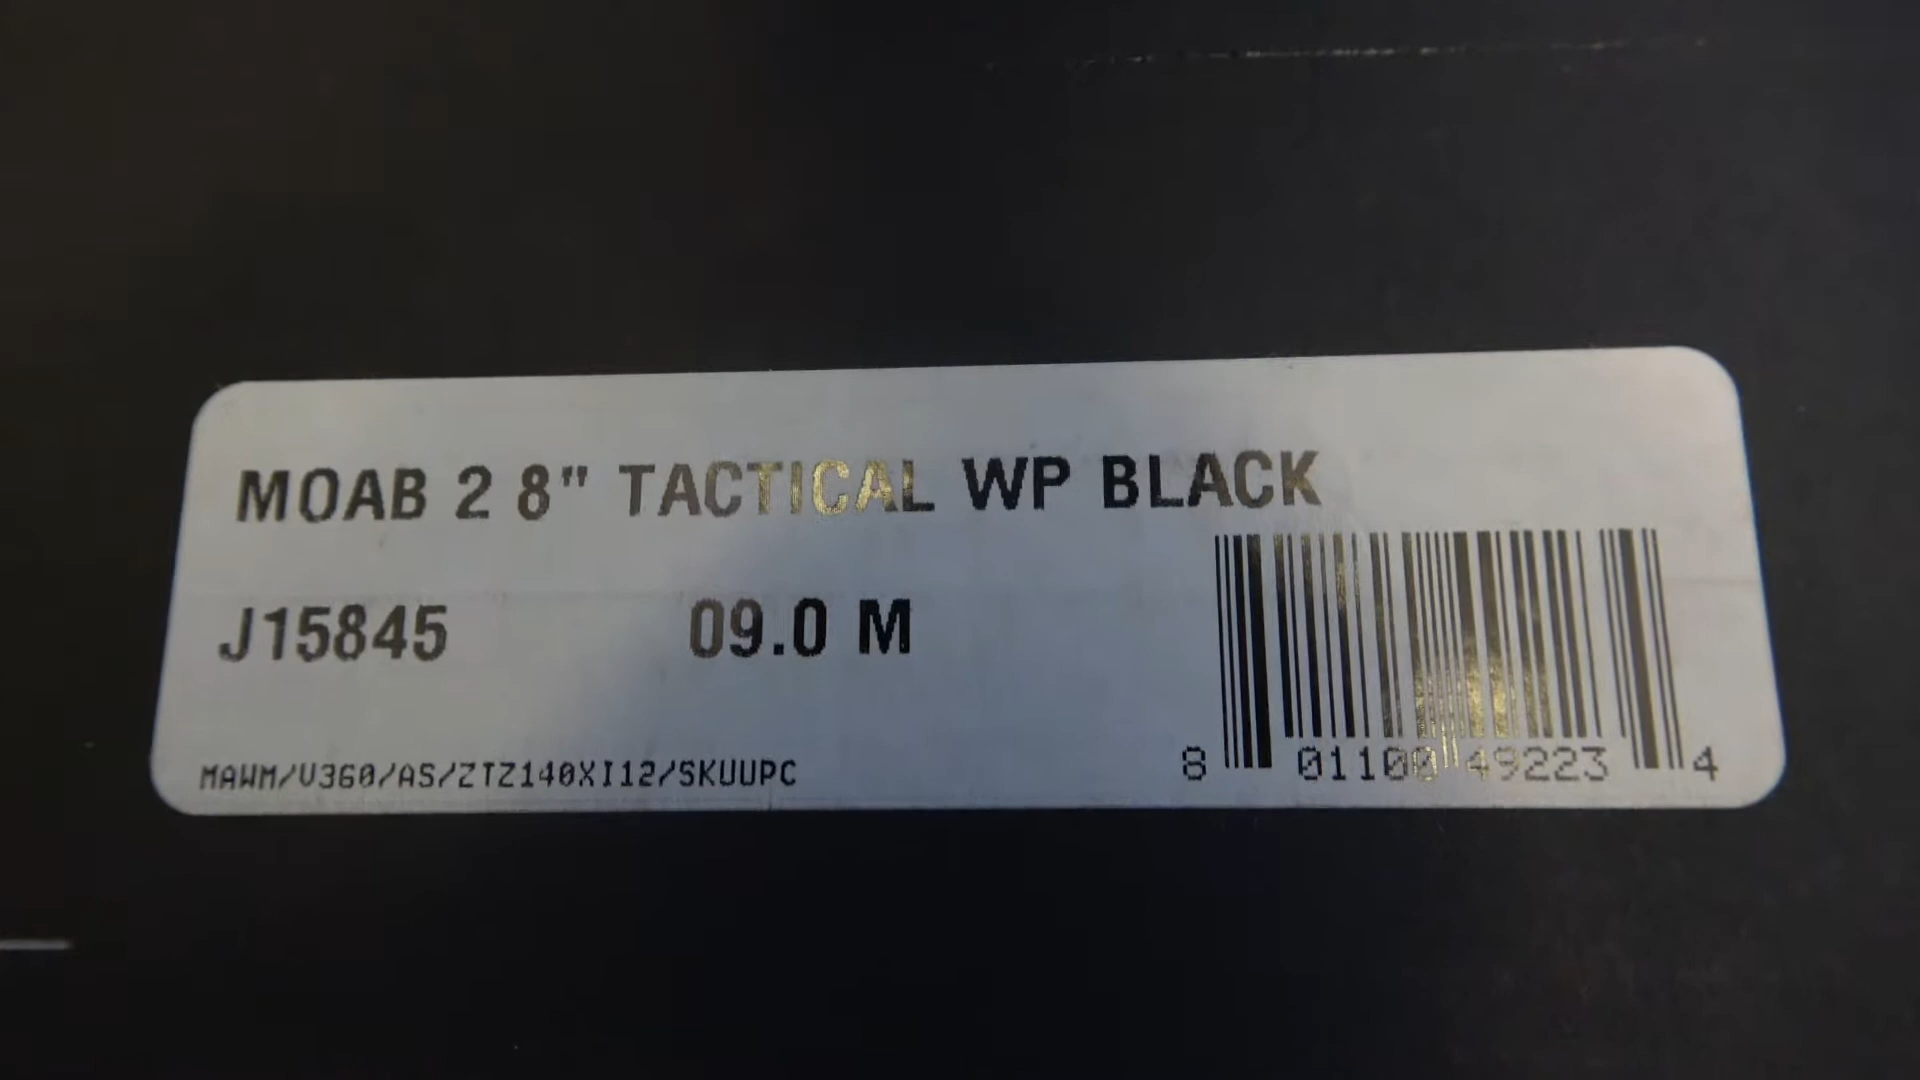 MOAB 2 8" TACTICAL WP BLACK
J15845 09.0 M
MAWM/V360/AS/ZTZ140XI12/SKUUPC
8 01100 49223 4